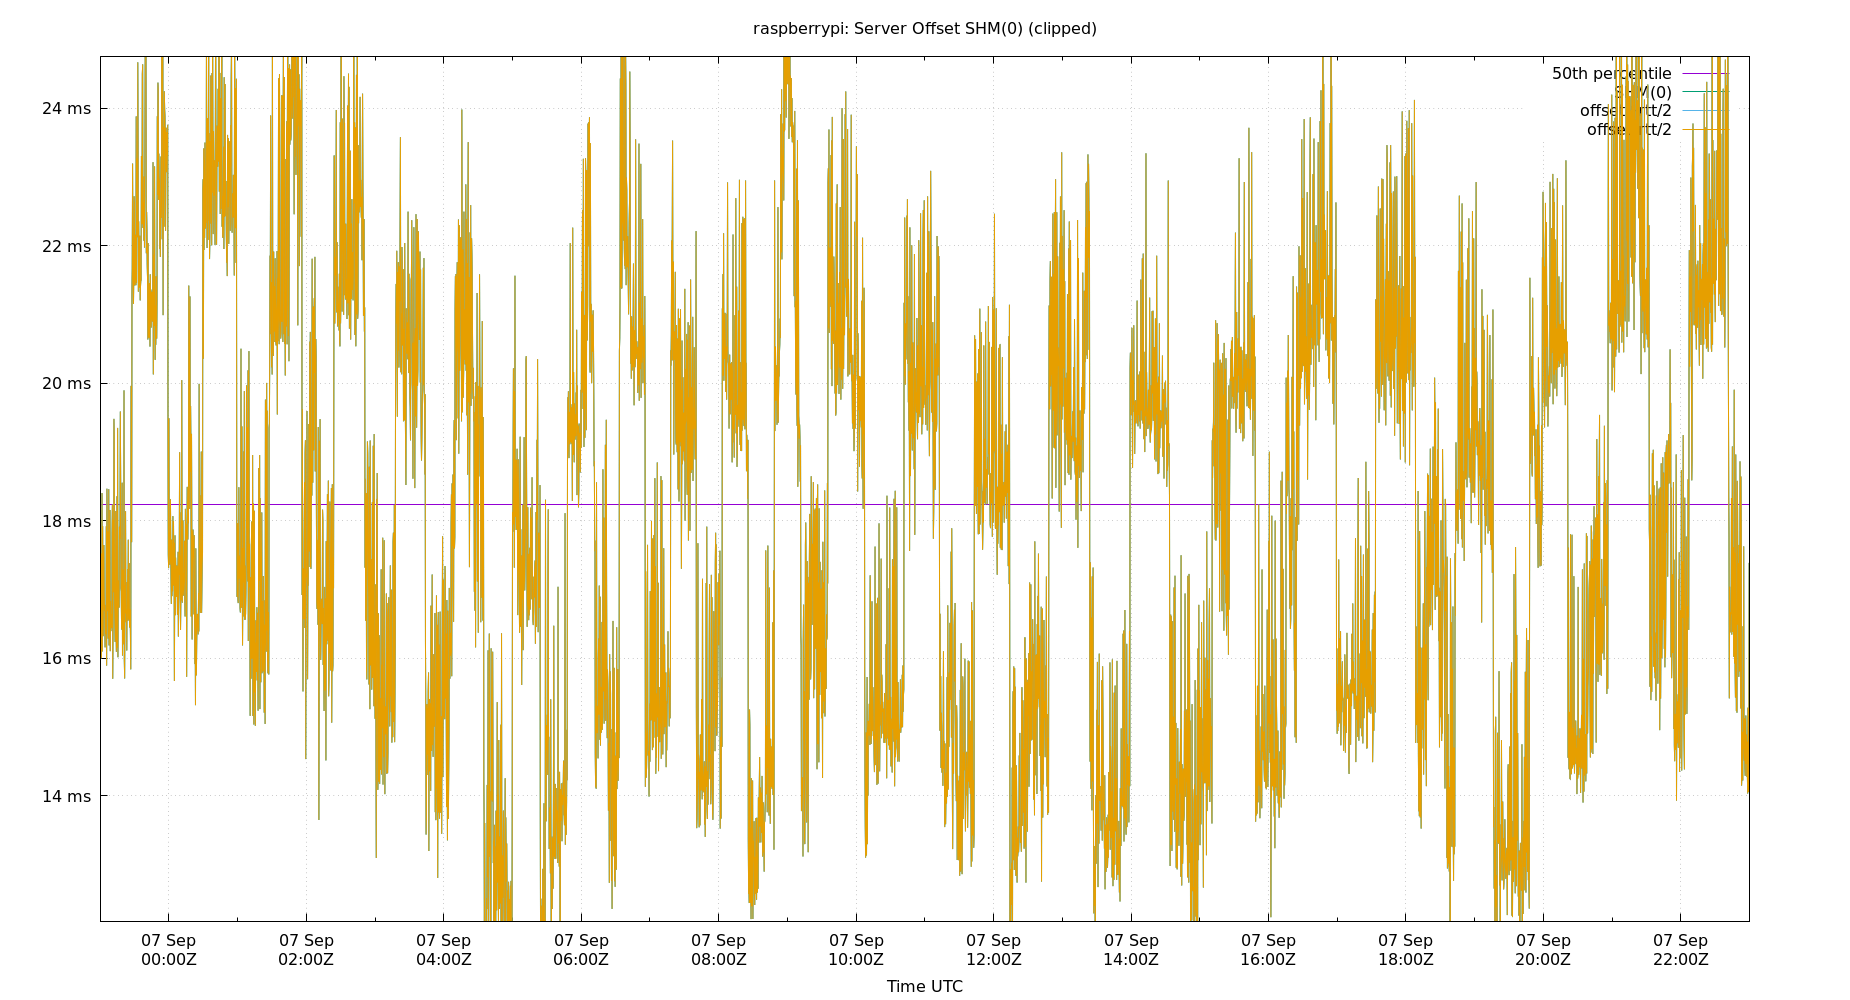 raspberrypi: Server Offset SHM(0) (clipped)
50th percentile
SHM(0)
24 ms
22 ms
20 ms
18 ms
16 ms
14 ms
07 Sep 07 Sep 07 Sep 07 Sep 07 Sep 07 Sep 07 Sep 07 Sep 07 Sep 07 Sep 07 Sep 07 Sep
00:00Z 02:00Z 04:00Z 06:00Z 08:00Z 10:00Z 12:00Z 14:00Z 16:00Z 18:00Z 20:00Z 22:00Z
Time UTC